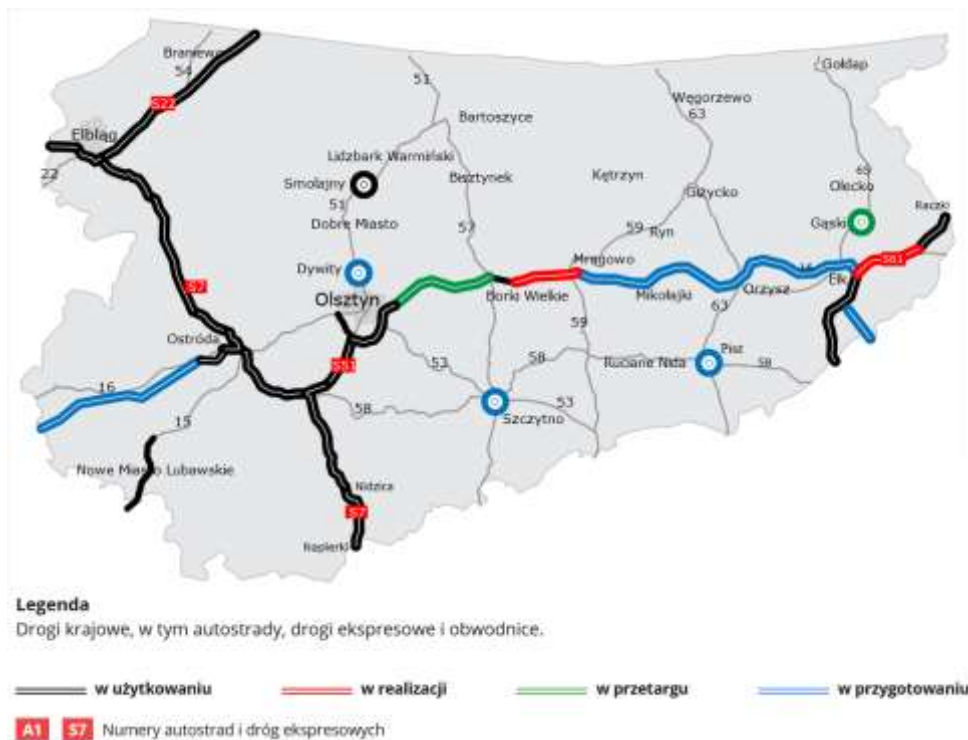 Braniewo
54
S22
Elbląg
22
51
Bartoszyce
Lidzbark Warmiński
Smolajny
51
Bisztynek
Dobre Miasto
57
Dywity
Olsztyn
Węgorzewo
63
Kętrzyn
Giżycko
59
Ryn
Mrągowo
Gołdap
65
Olecko
Gąski
Raczki
S61
16
Ełk
Borki Wielkie
Mikołajki
Orzysz
63
S7
Ostróda
S51
53
59
58
Ruciane Nida
Pisz
58
16
15
58
53
Szczytno
Nowe Miasto Lubawskie
Nidzica
S7
Napierki
Legenda
Drogi krajowe, w tym autostrady, drogi ekspresowe i obwodnice.
w użytkowaniu w realizacji w przetargu w przygotowaniu
A1 S7 Numery autostrad i dróg ekspresowych